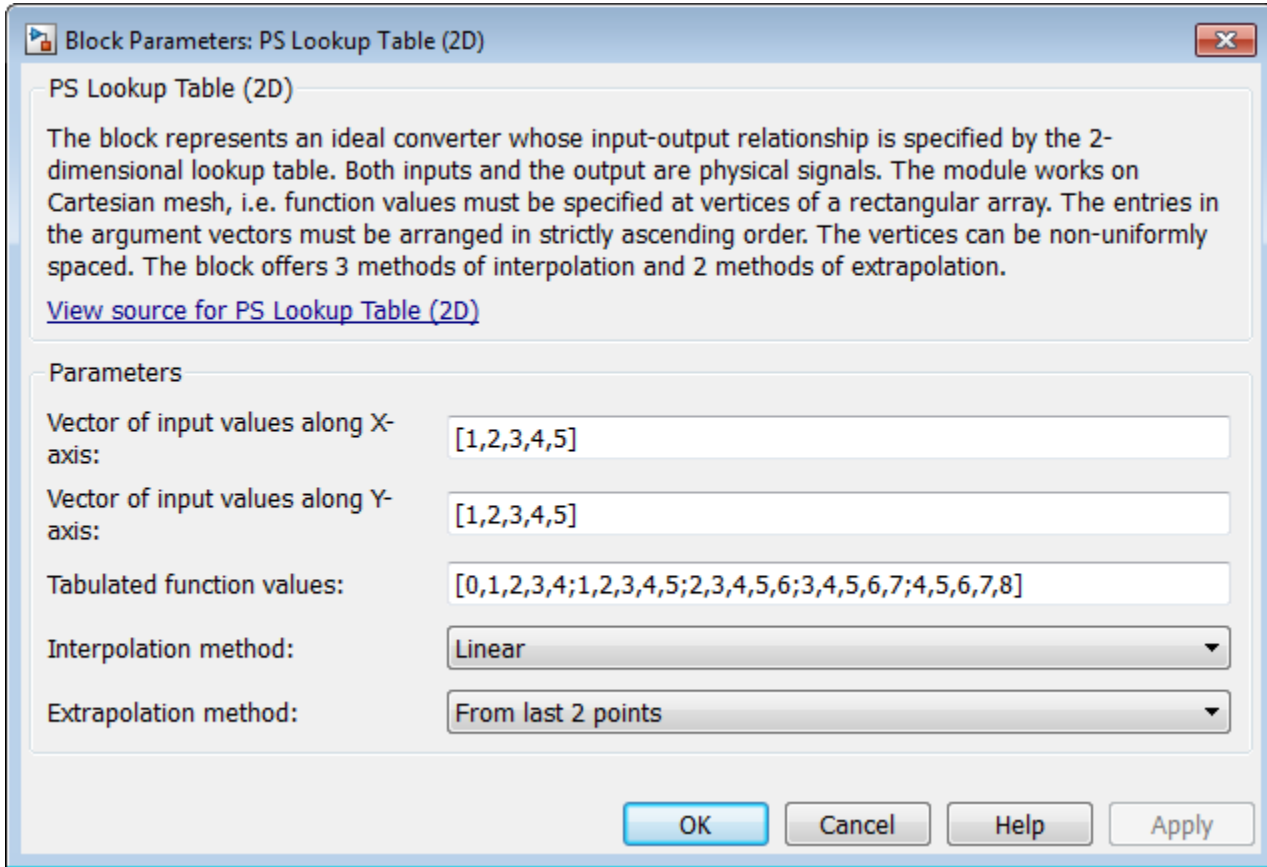 Block Parameters: PS Lookup Table (2D)
PS Lookup Table (2D)
The block represents an ideal converter whose input-output relationship is specified by the 2-
dimensional lookup table. Both inputs and the output are physical signals. The module works on
Cartesian mesh, i.e. function values must be specified at vertices of a rectangular array. The entries in
the argument vectors must be arranged in strictly ascending order. The vertices can be non-uniformly
spaced. The block offers 3 methods of interpolation and 2 methods of extrapolation.
View source for PS Lookup Table (2D)
Parameters
Vector of input values along X-
axis:
[1,2,3,4,5]
Vector of input values along Y-
axis:
[1,2,3,4,5]
Tabulated function values:
[0,1,2,3,4;1,2,3,4,5;2,3,4,5,6;3,4,5,6,7;4,5,6,7,8]
Interpolation method:
Linear
Extrapolation method:
From last 2 points
OK
Cancel
Help
Apply